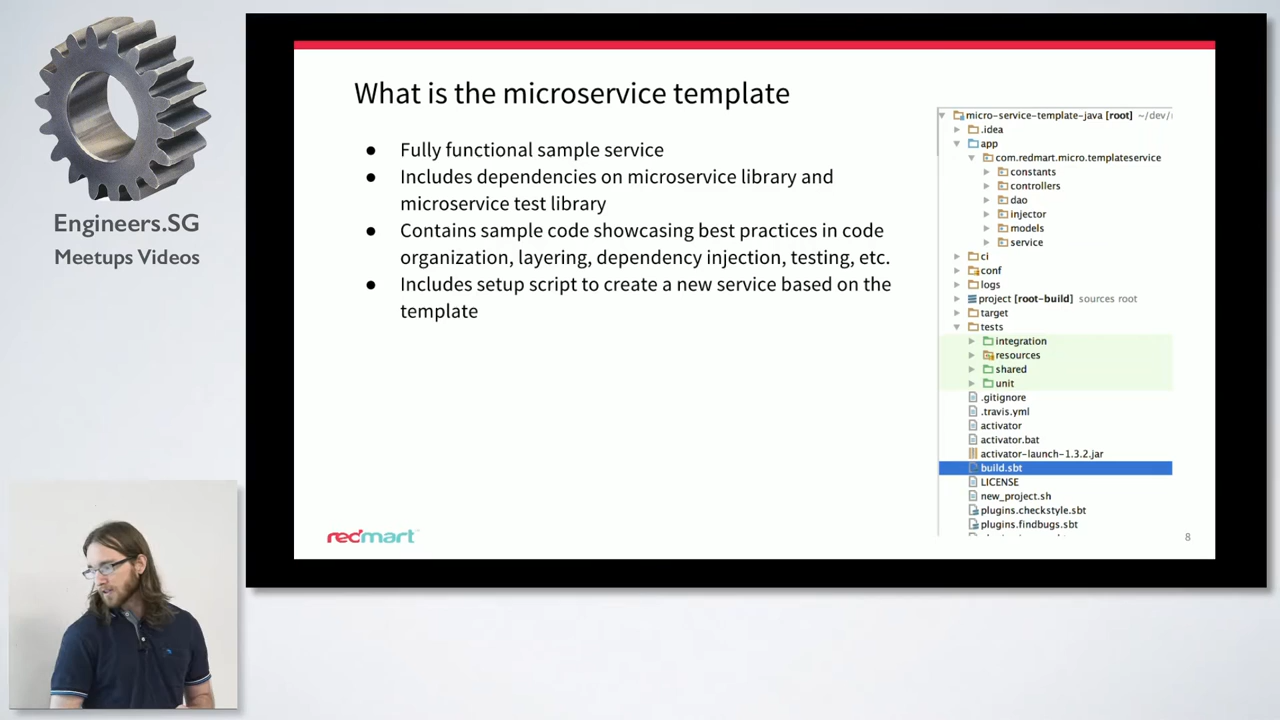 Engineers.SG
Meetups Videos
What is the microservice template
● Fully functional sample service
● Includes dependencies on microservice library and
microservice test library
● Contains sample code showcasing best practices in code
organization, layering, dependency injection, testing, etc.
● Includes setup script to create a new service based on the
template
micro-service-template-java [root] ~/dev/
.idea
app
com.redmart.micro.templateservice
constants
controllers
dao
injector
models
service
ci
conf
logs
project [root-build] sources root
target
tests
integration
resources
shared
unit
.gitignore
.travis.yml
activator
activator.bat
activator-launch-1.3.2.jar
build.sbt
LICENSE
new_project.sh
plugins.checkstyle.sbt
plugins.findbugs.sbt
redmart
8